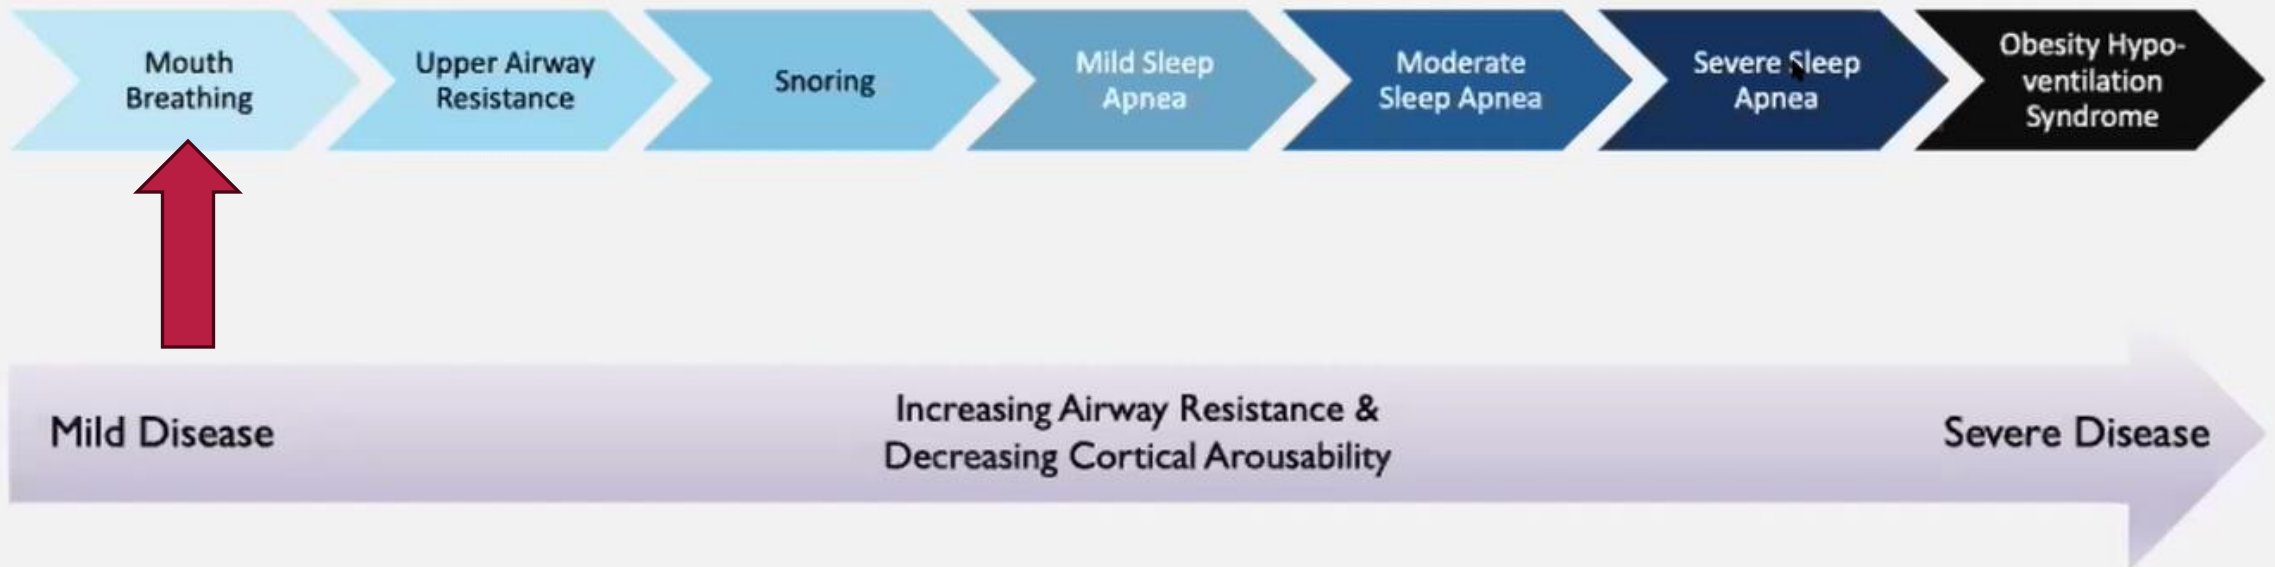 Mouth
Breathing
Upper Airway
Resistance
Snoring
Mild Sleep
Apnea
Moderate
Sleep Apnea
Severe Sleep
Apnea
Obesity Hypo-
ventilation
Syndrome
Mild Disease
Increasing Airway Resistance &
Decreasing Cortical Arousability
Severe Disease